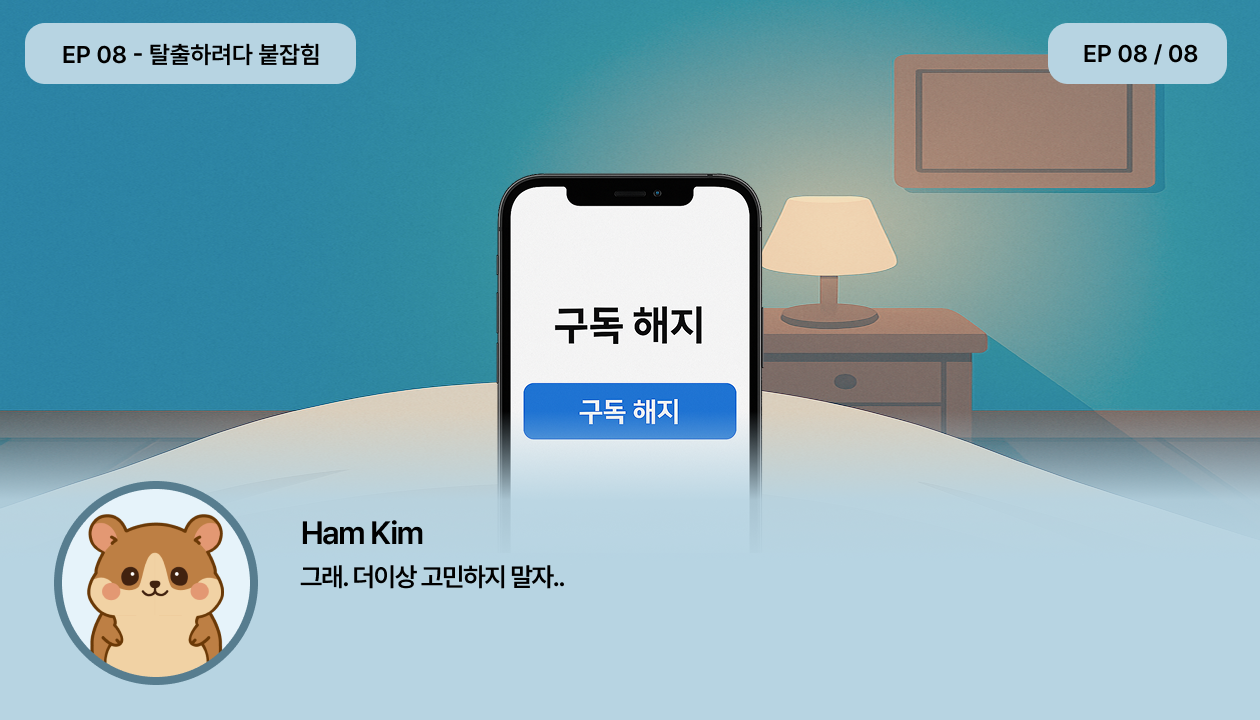 EP 08 - 탈출하려다 붙잡힘
EP 08 / 08
구독 해지
구독 해지
Ham Kim
그래. 더이상 고민하지 말자..